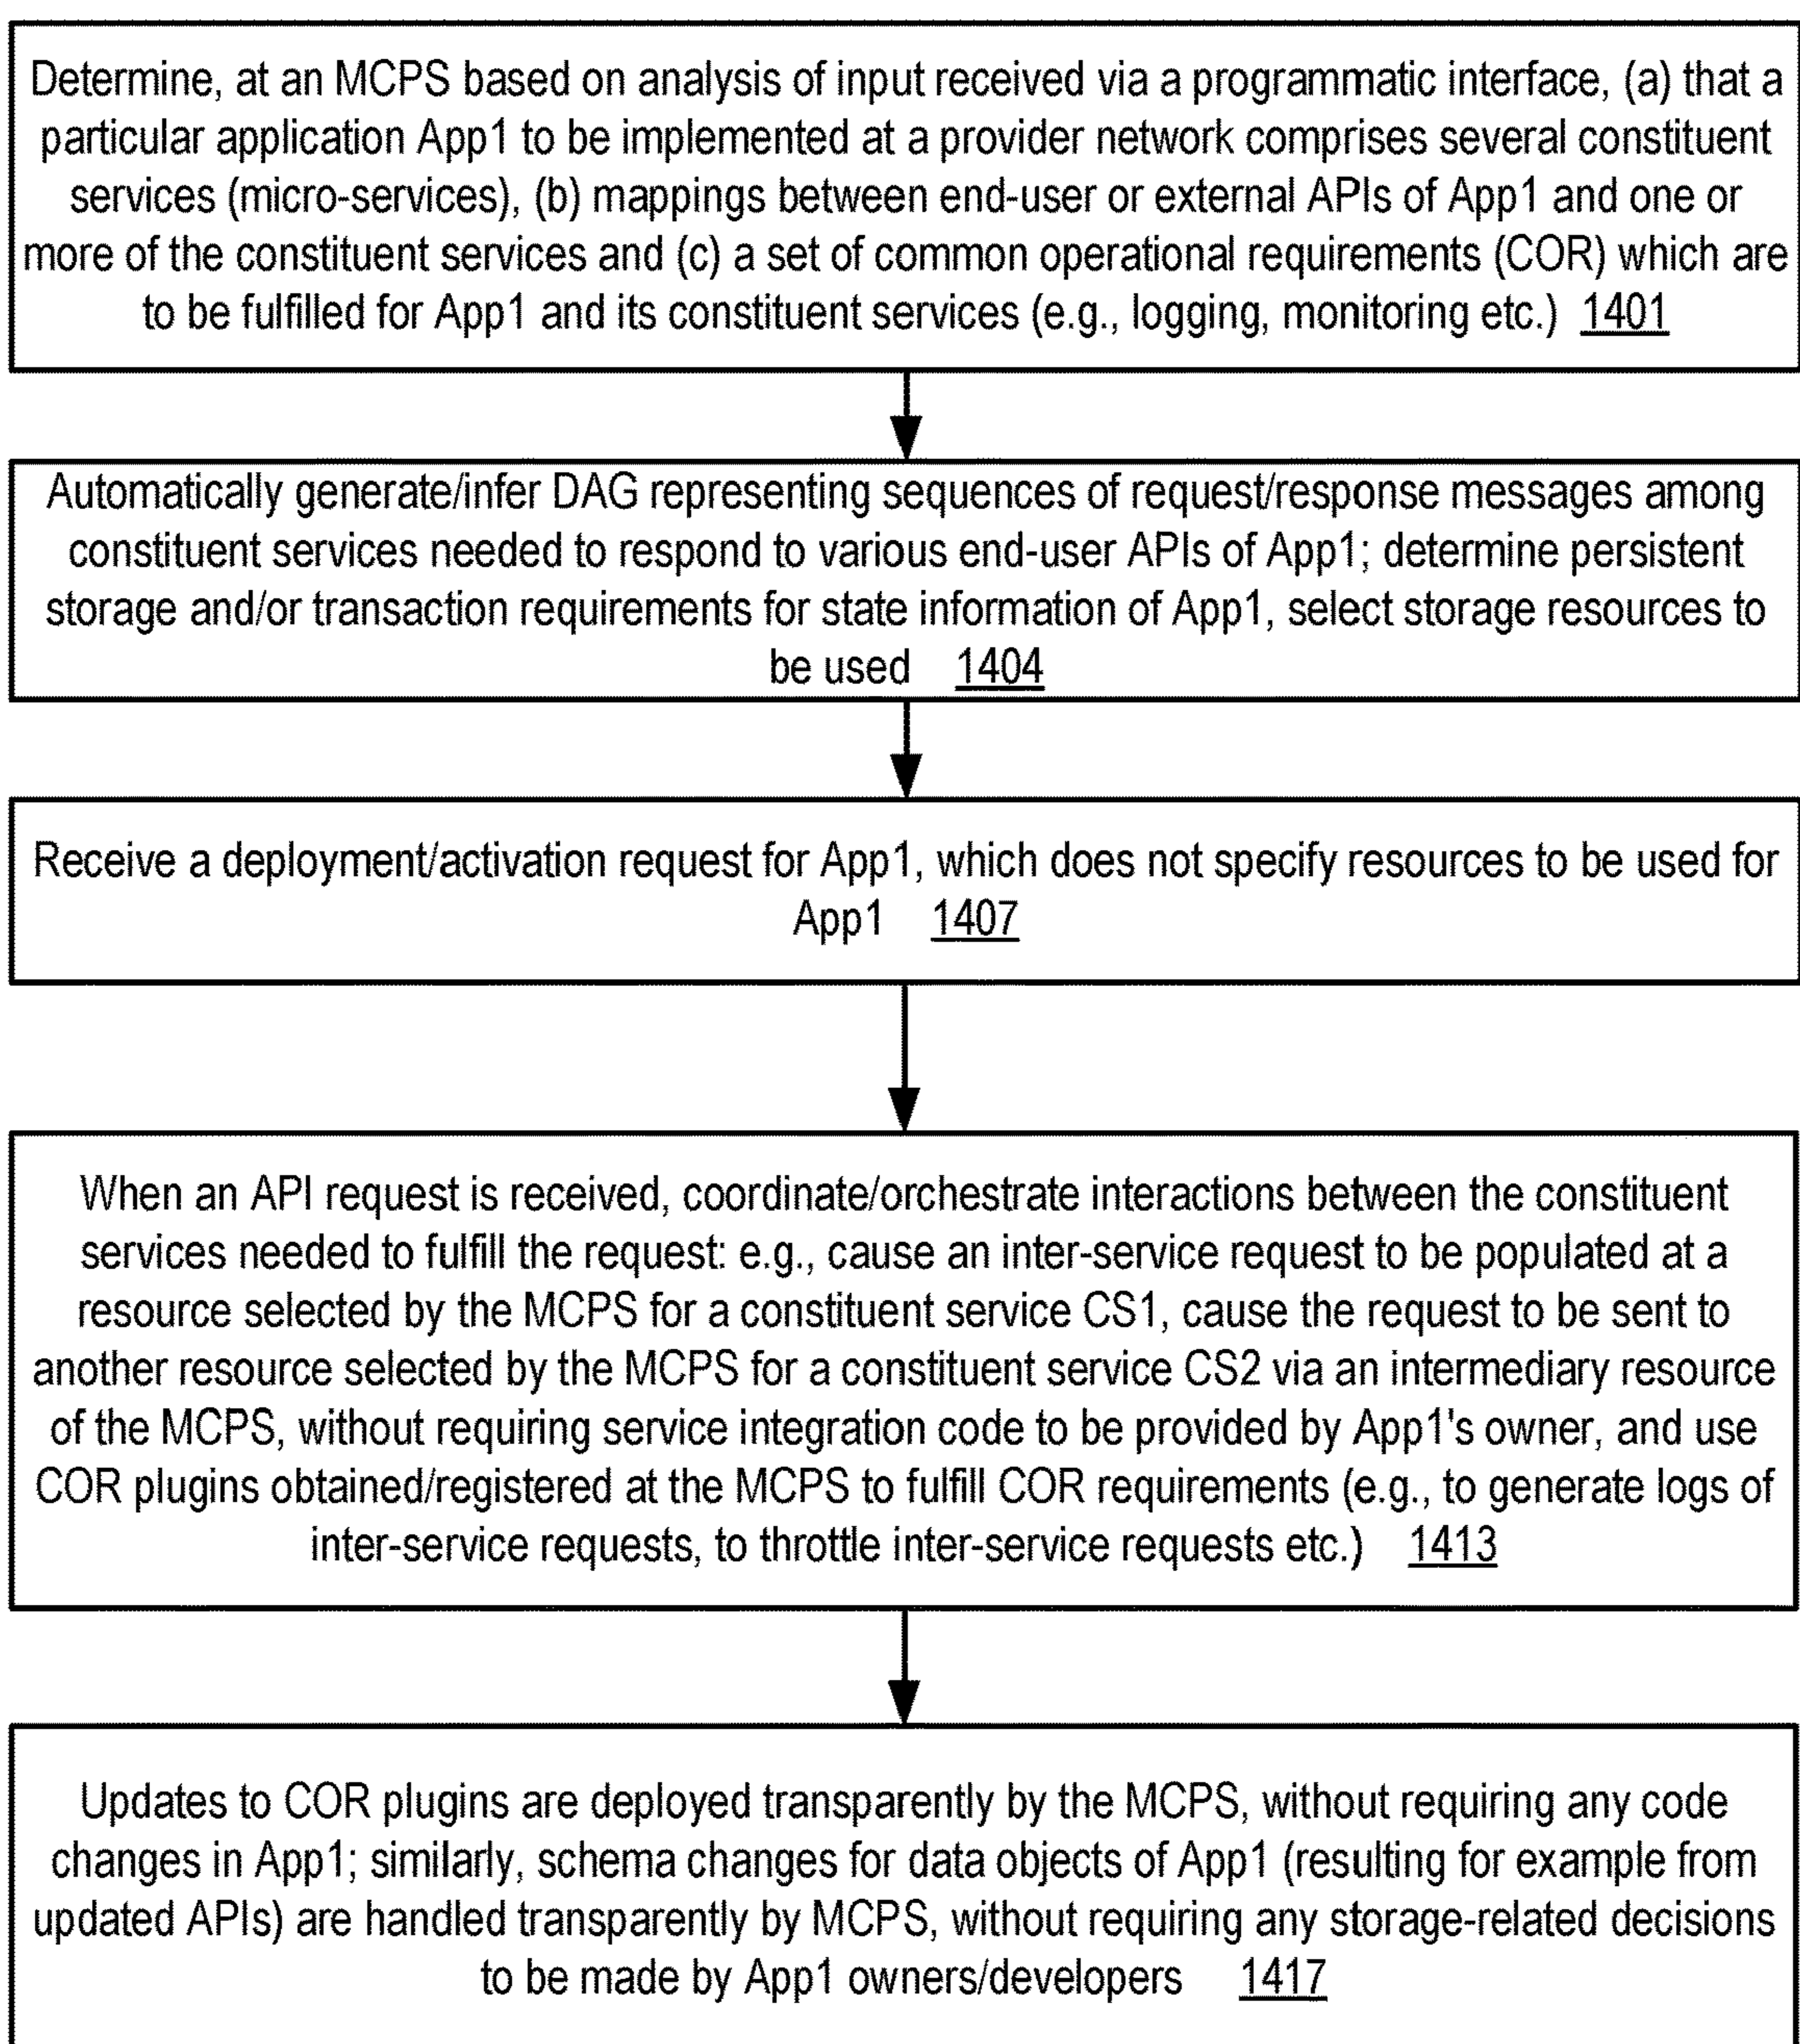 Determine, at an MCPS based on analysis of input received via a programmatic interface, (a) that a
particular application App1 to be implemented at a provider network comprises several constituent
services (micro-services), (b) mappings between end-user or external APIs of App1 and one or
more of the constituent services and (c) a set of common operational requirements (COR) which are
to be fulfilled for App1 and its constituent services (e.g., logging, monitoring etc.) 1401
Automatically generate/infer DAG representing sequences of request/response messages among
constituent services needed to respond to various end-user APIs of App1; determine persistent
storage and/or transaction requirements for state information of App1, select storage resources to
be used 1404
Receive a deployment/activation request for App1, which does not specify resources to be used for
App1 1407
When an API request is received, coordinate/orchestrate interactions between the constituent
services needed to fulfill the request: e.g., cause an inter-service request to be populated at a
resource selected by the MCPS for a constituent service CS1, cause the request to be sent to
another resource selected by the MCPS for a constituent service CS2 via an intermediary resource
of the MCPS, without requiring service integration code to be provided by App1's owner, and use
COR plugins obtained/registered at the MCPS to fulfill COR requirements (e.g., to generate logs of
inter-service requests, to throttle inter-service requests etc.) 1413
Updates to COR plugins are deployed transparently by the MCPS, without requiring any code
changes in App1; similarly, schema changes for data objects of App1 (resulting for example from
updated APIs) are handled transparently by MCPS, without requiring any storage-related decisions
to be made by App1 owners/developers 1417